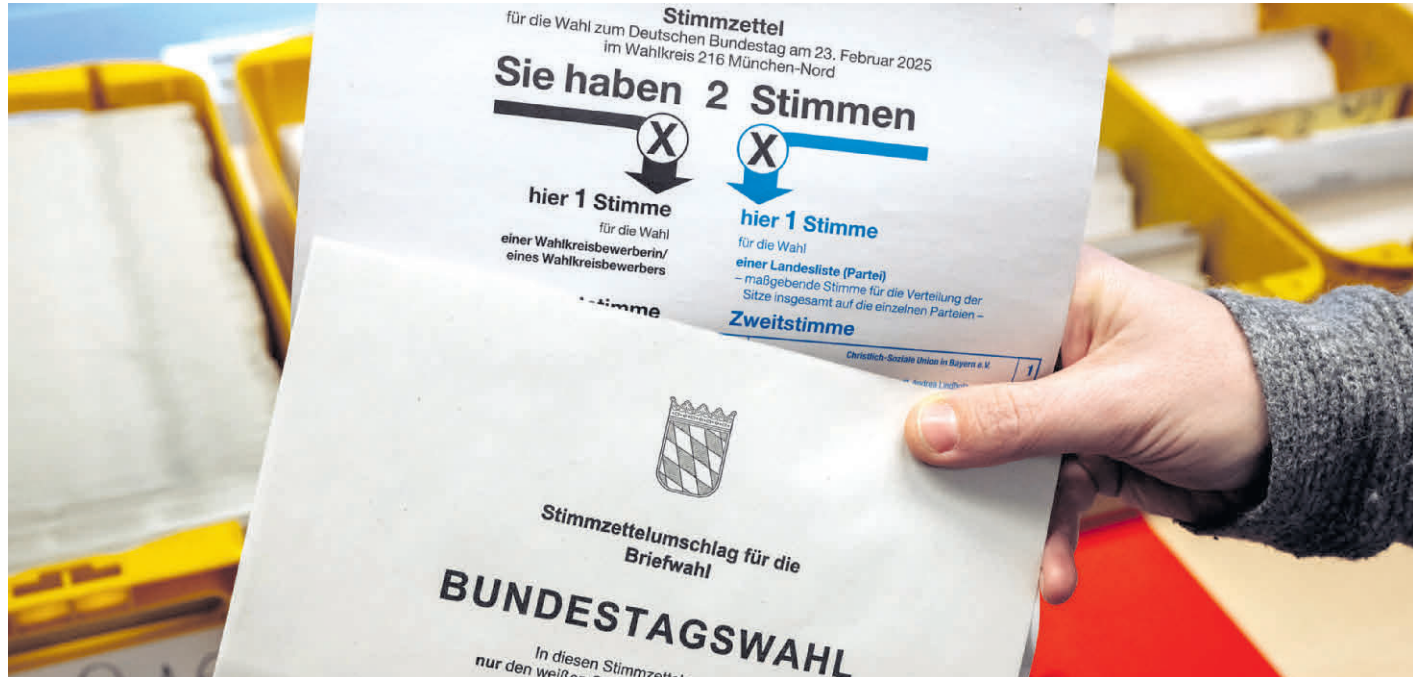 Stimmzettel
für die Wahl zum Deutschen Bundestag am 23. Februar 2025
im Wahlkreis 216 München-Nord
Sie haben 2 Stimmen
X
X
hier 1 Stimme
für die Wahl
einer Wahlkreisbewerberin/
eines Wahlkreisbewerbers
hier 1 Stimme
für die Wahl
einer Landesliste (Partei)
– maßgebende Stimme für die Verteilung der
Sitze insgesamt auf die einzelnen Parteien –
Zweitstimme
Christlich-Soziale Union in Bayern e.V.
1
Andrea
Stimmzettelumschlag für die
Briefwahl
BUNDESTAGSWAHL
In diesen
nur den